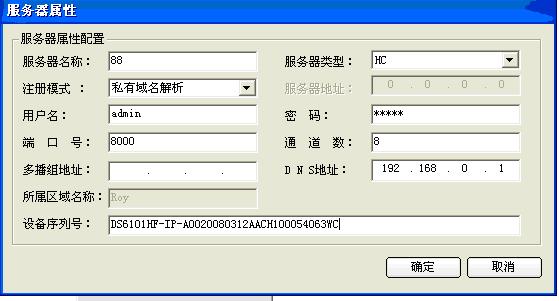 服务器属性
服务器属性配置
服务器名称： 88 服务器类型： HC
注册模式 ： 私有域名解析 服务器地址： 0 . 0 . 0 . 0
用户名： admin 密 码： *****
端 口 号： 8000 通 道 数： 8
多播组地址： . . . D N S地址： 192 .168 . 0 . 1
所属区域名称： Roy
设备序列号： DS6101HF-IP-A0020080312AACH100054063WC
确定 取消